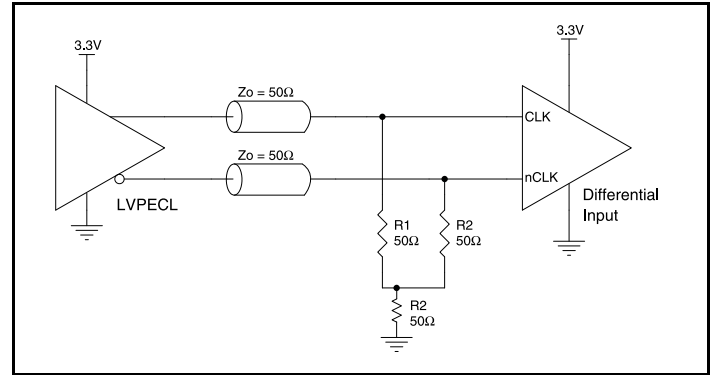 3.3V
3.3V
Zo = 50Ω
CLK
Zo = 50Ω
nCLK
LVPECL
Differential
Input
R1
50Ω
R2
50Ω
R2
50Ω